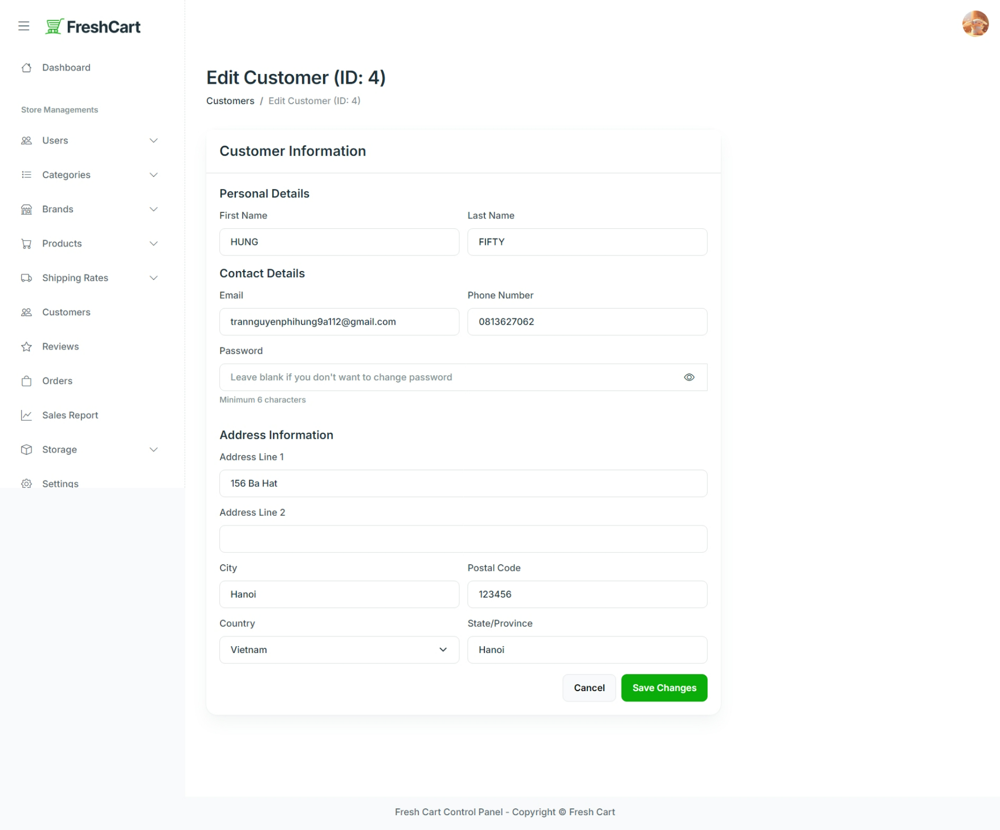 FreshCart
Dashboard
Store Managements
Users
Categories
Brands
Products
Shipping Rates
Customers
Reviews
Orders
Sales Report
Storage
Settings
Edit Customer (ID: 4)
Customers / Edit Customer (ID: 4)
Customer Information
Personal Details
First Name Last Name
HUNG FIFTY
Contact Details
Email Phone Number
trannguyenphihung9a112@gmail.com 0813627062
Password
Leave blank if you don't want to change password
Minimum 6 characters
Address Information
Address Line 1
156 Ba Hat
Address Line 2
City Postal Code
Hanoi 123456
Country State/Province
Vietnam Hanoi
Cancel Save Changes
Fresh Cart Control Panel - Copyright © Fresh Cart